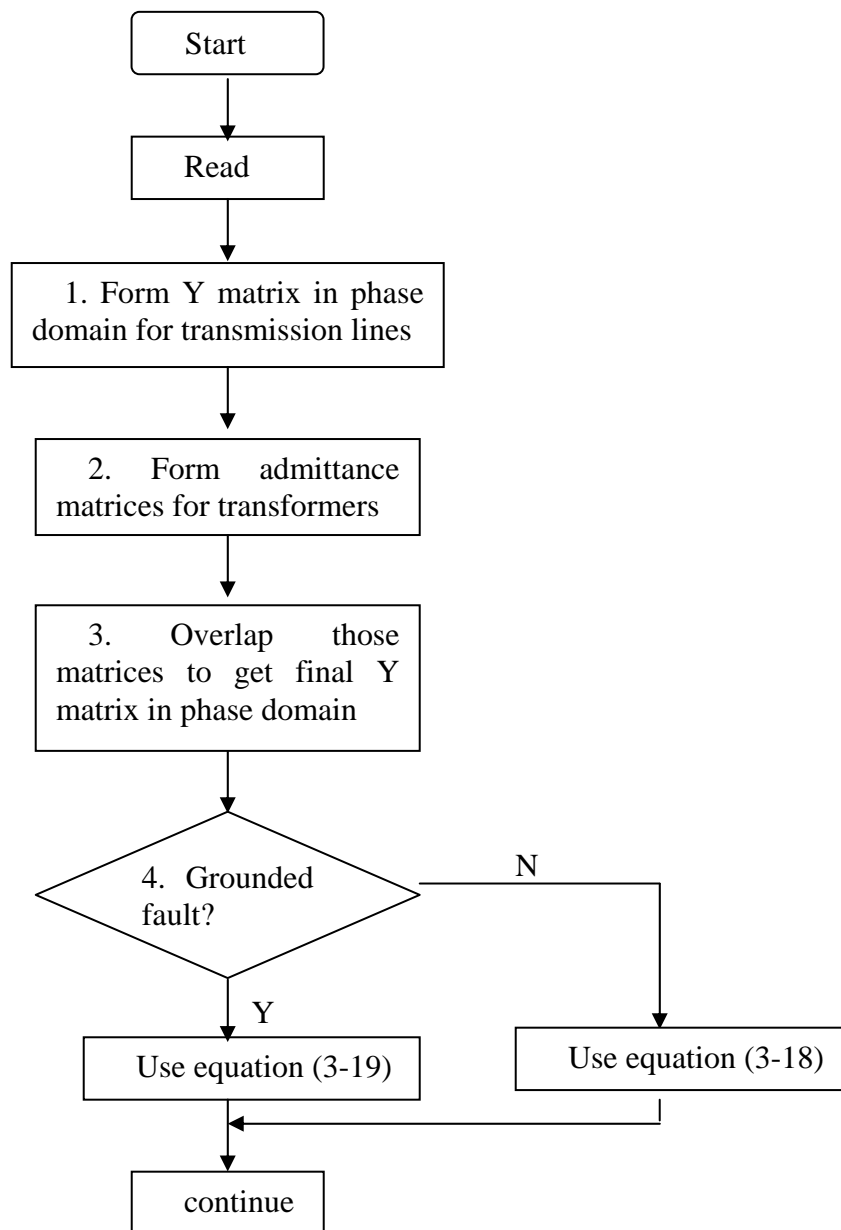 Start
Read
1. Form Y matrix in phase
domain for transmission lines
2. Form admittance
matrices for transformers
3. Overlap those
matrices to get final Y
matrix in phase domain
4. Grounded
fault?
N
Y
Use equation (3-19)
Use equation (3-18)
continue